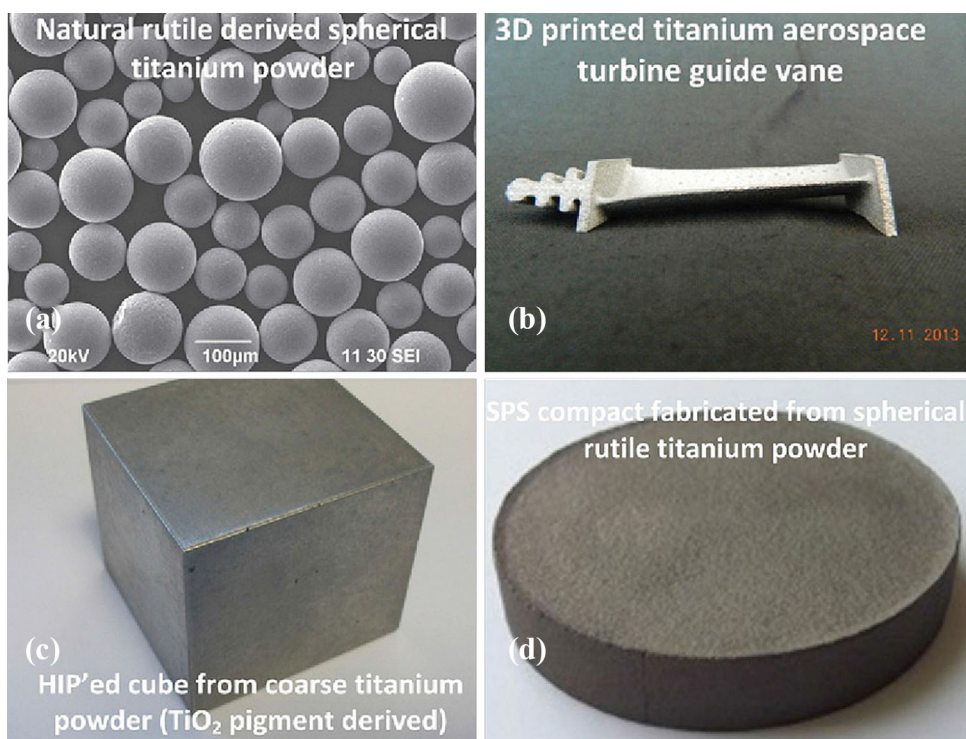 Natural rutile derived spherical
titanium powder
(a)
20kV
100μm
11 30 SEI
3D printed titanium aerospace
turbine guide vane
(b)
12.11.2013
(c)
HIP'ed cube from coarse titanium
powder (TiO₂ pigment derived)
SPS compact fabricated from spherical
rutile titanium powder
(d)